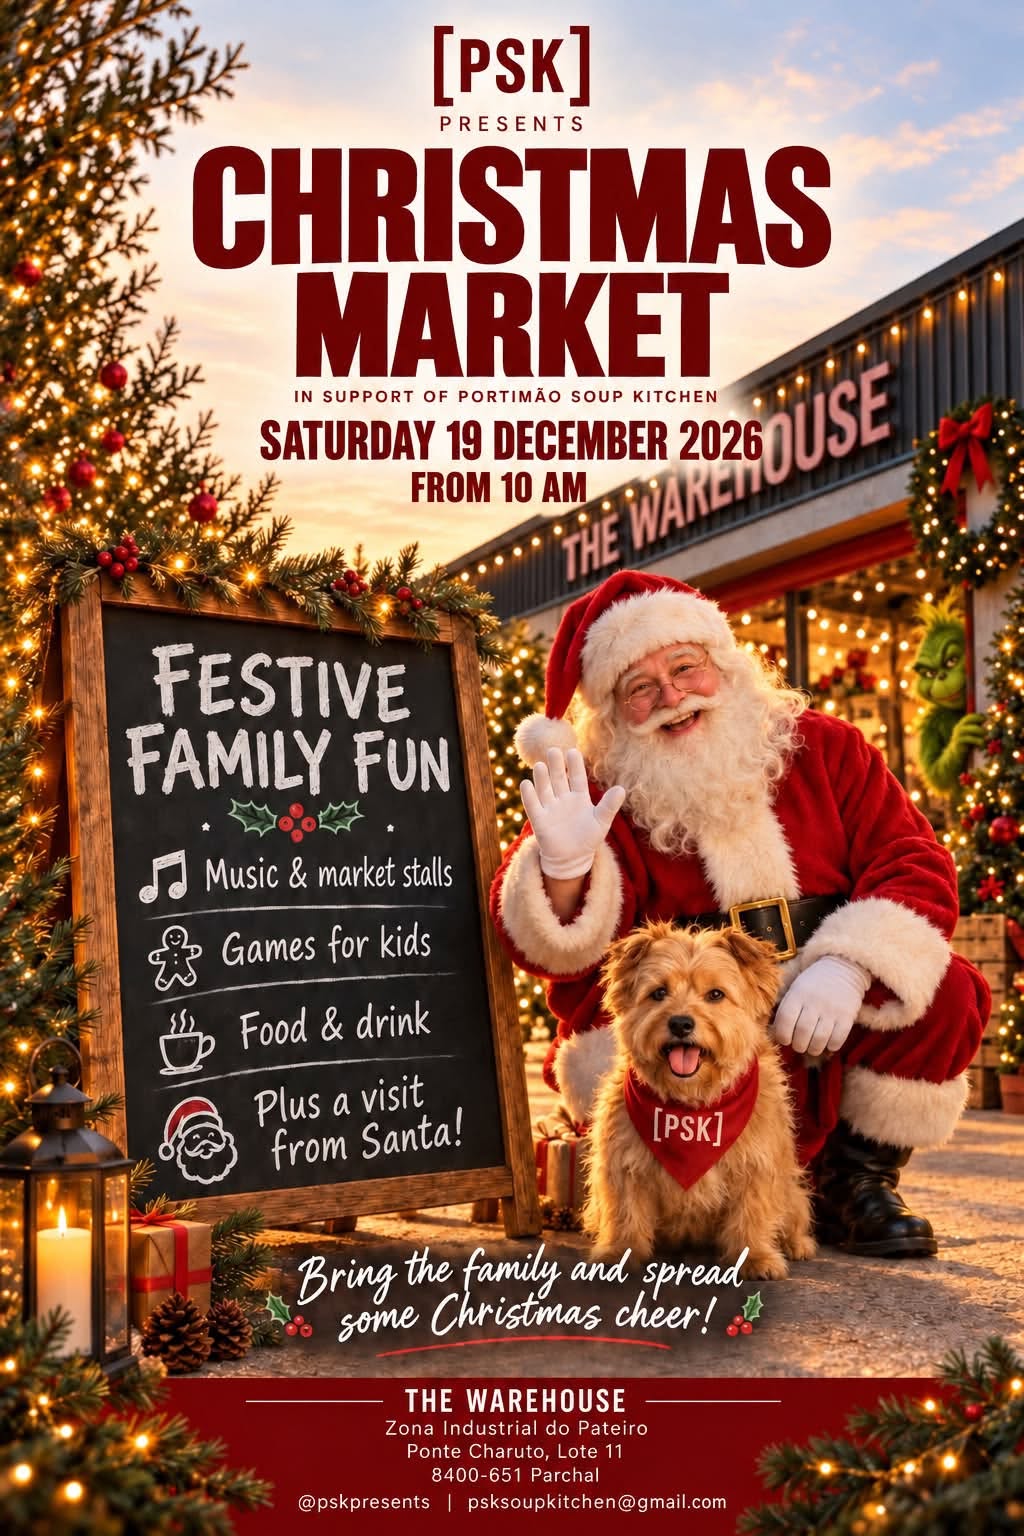 [PSK]
PRESENTS
CHRISTMAS
MARKET
IN SUPPORT OF PORTIMÃO SOUP KITCHEN
SATURDAY 19 DECEMBER 2026
FROM 10 AM
THE WAREHOUSE
FESTIVE
FAMILY FUN
Music & market stalls
Games for kids
Food & drink
Plus a visit
from Santa!
[PSK]
Bring the family and spread
some Christmas cheer!
THE WAREHOUSE
Zona Industrial do Pateiro
Ponte Charuto, Lote 11
8400-651 Parchal
@pskpresents | psksoupkitchen@gmail.com